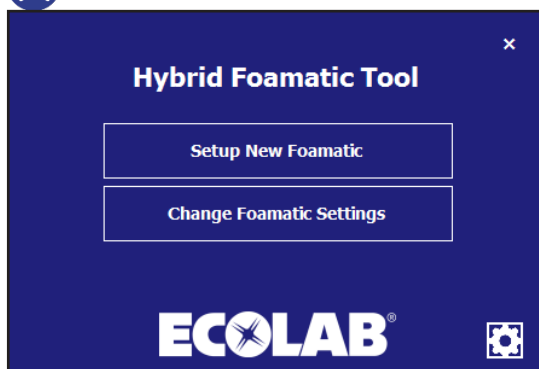 ×
Hybrid Foamatic Tool
Setup New Foamatic
Change Foamatic Settings
ECOLAB®